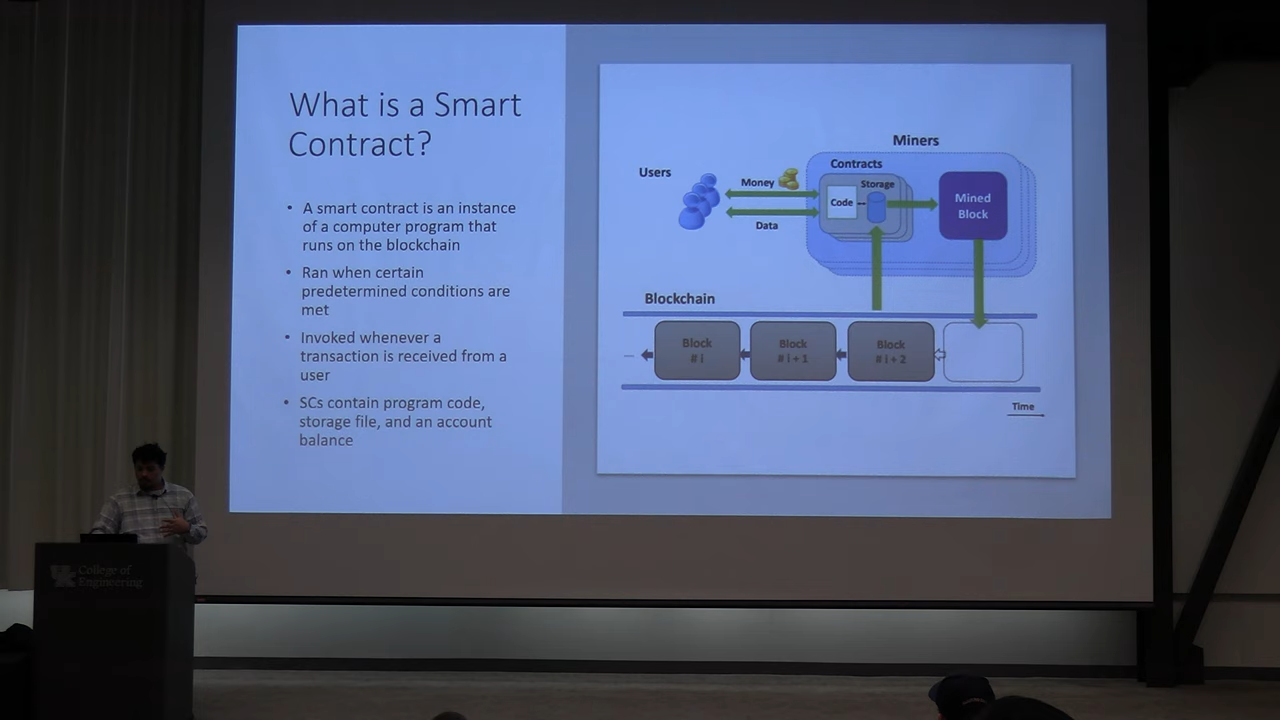 What is a Smart
Contract?
• A smart contract is an instance
of a computer program that
runs on the blockchain
• Ran when certain
predetermined conditions are
met
• Invoked whenever a
transaction is received from a
user
• SCs contain program code,
storage file, and an account
balance
Miners
Contracts
Users
Money
Storage
Code
Mined
Block
Data
Blockchain
Block
# i
Block
# i + 1
Block
# i + 2
Time
UK College of
Engineering